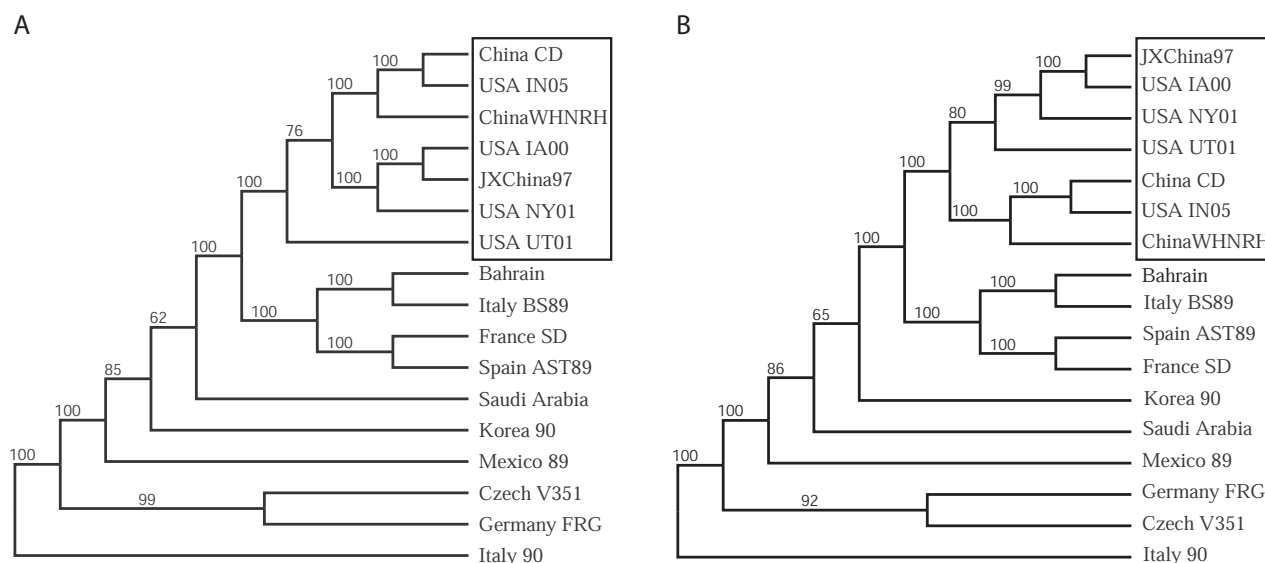 A
100
China CD
100
USA IN05
100
ChinaWHNRH
76
100
USA IA00
100
JXChina97
100
USA NY01
USA UT01
100
Bahrain
100
Italy BS89
100
France SD
100
Spain AST89
62
Saudi Arabia
85
Korea 90
100
Mexico 89
100
Czech V351
99
Germany FRG
Italy 90
B
100
JXChina97
99
USA IA00
80
USA NY01
100
USA UT01
100
China CD
100
USA IN05
ChinaWHNRH
100
Bahrain
100
Italy BS89
100
Spain AST89
100
France SD
65
Korea 90
86
Saudi Arabia
100
Mexico 89
100
Germany FRG
92
Czech V351
Italy 90